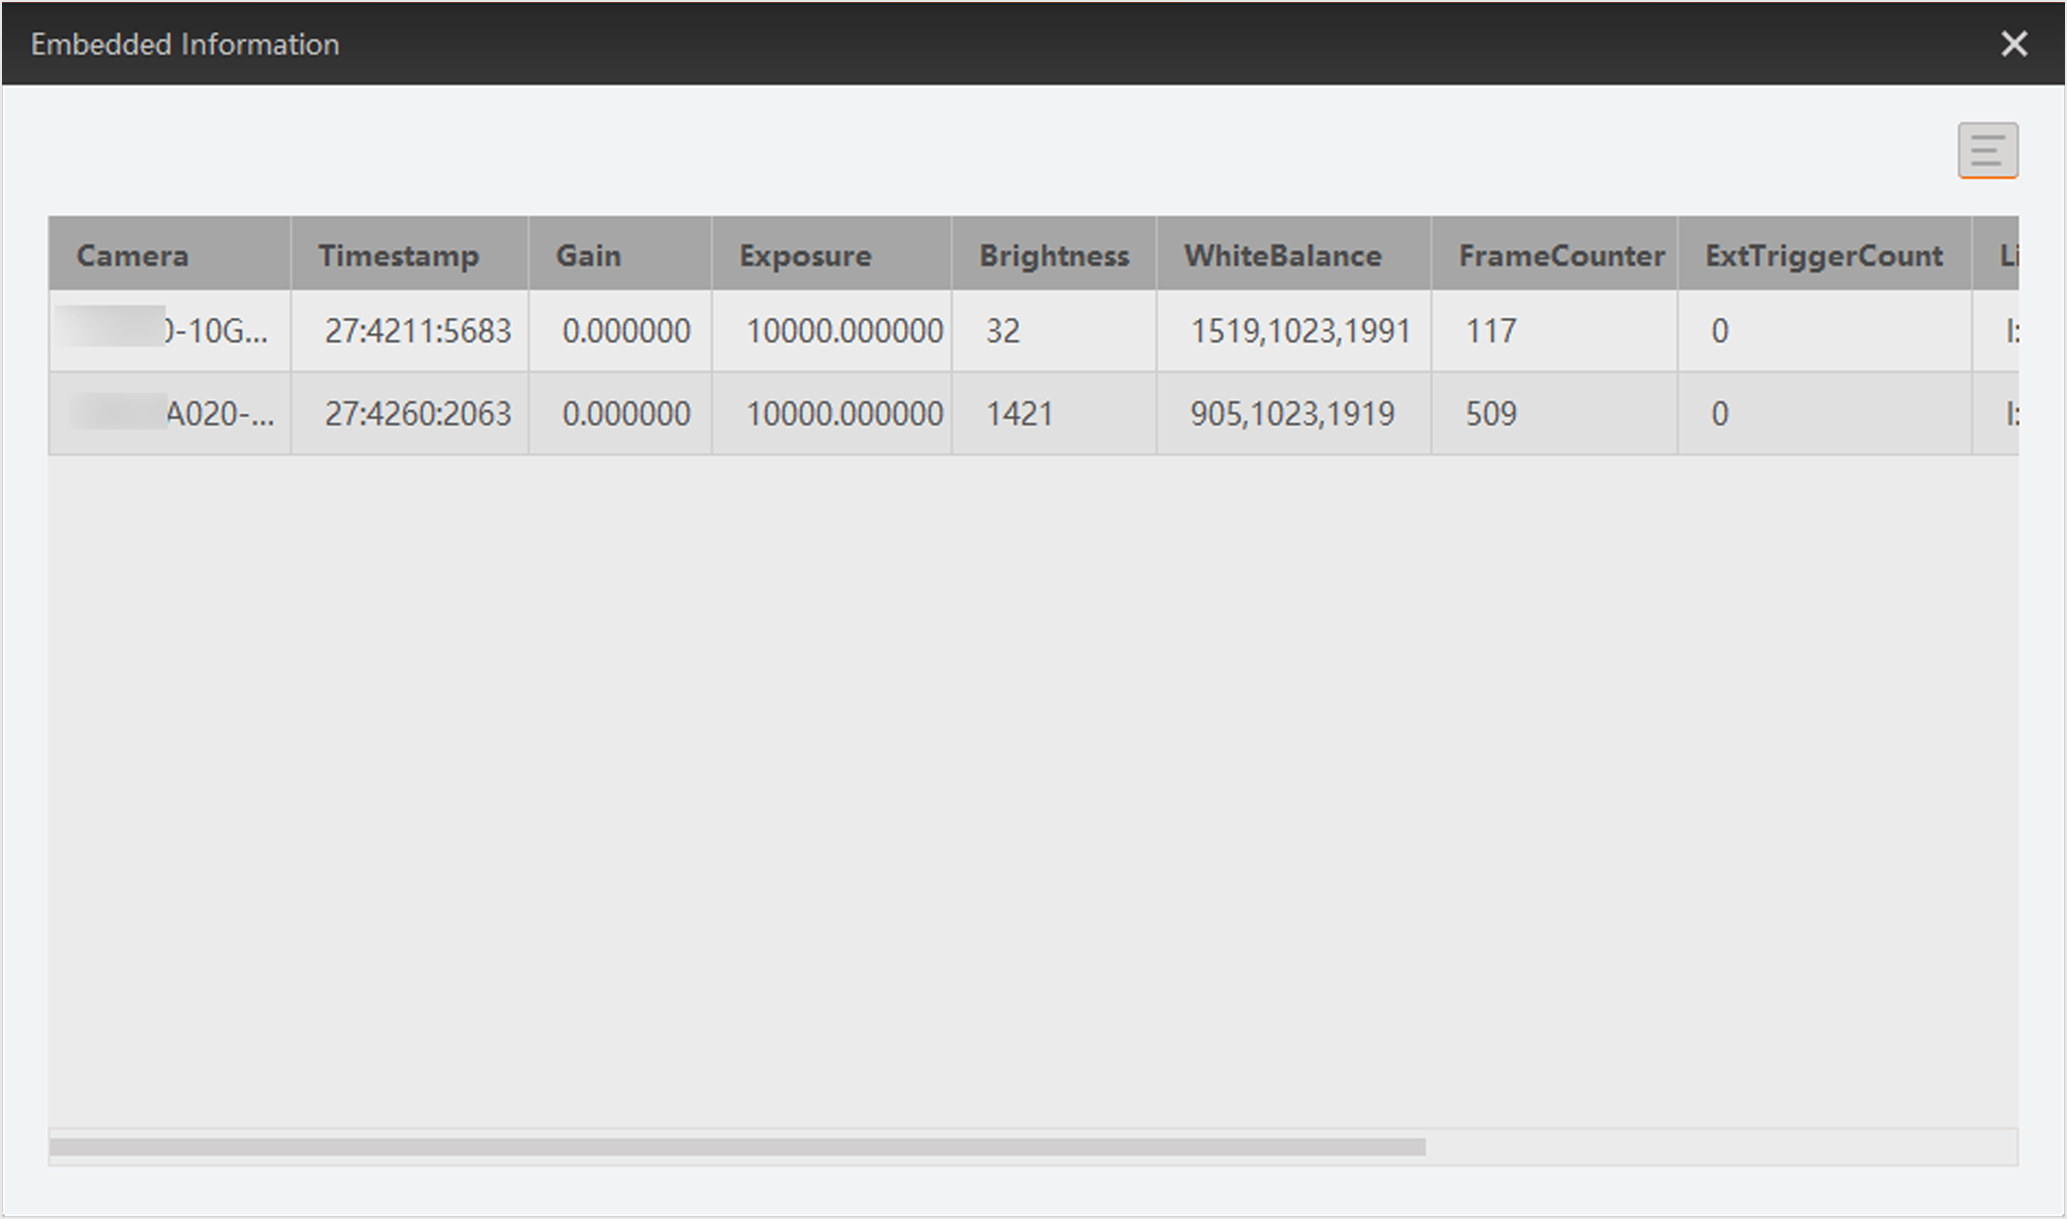 Embedded Information
Camera Timestamp Gain Exposure Brightness WhiteBalance FrameCounter ExtTriggerCount Li
0-10G... 27:4211:5683 0.000000 10000.000000 32 1519,1023,1991 117 0 I:
A020-... 27:4260:2063 0.000000 10000.000000 1421 905,1023,1919 509 0 I: